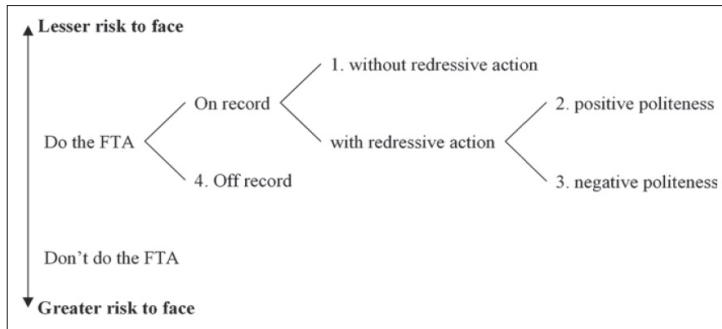 Lesser risk to face
1. without redressive action
On record
2. positive politeness
Do the FTA
with redressive action
4. Off record
3. negative politeness
Don't do the FTA
Greater risk to face